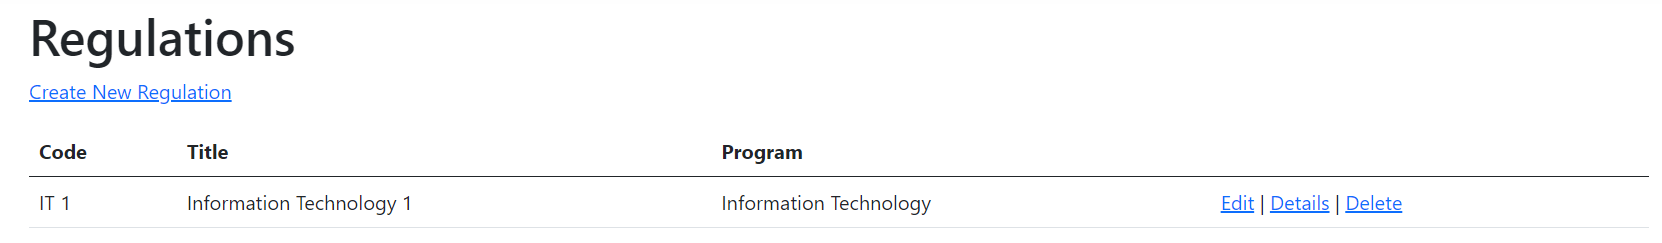 Regulations
Create New Regulation
Code Title Program
IT 1 Information Technology 1 Information Technology Edit | Details | Delete